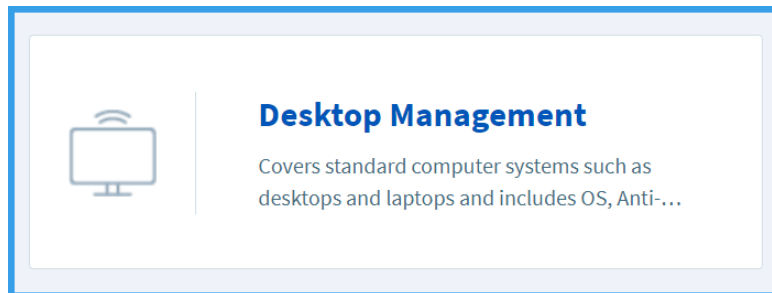 Desktop Management
Covers standard computer systems such as
desktops and laptops and includes OS, Anti-...